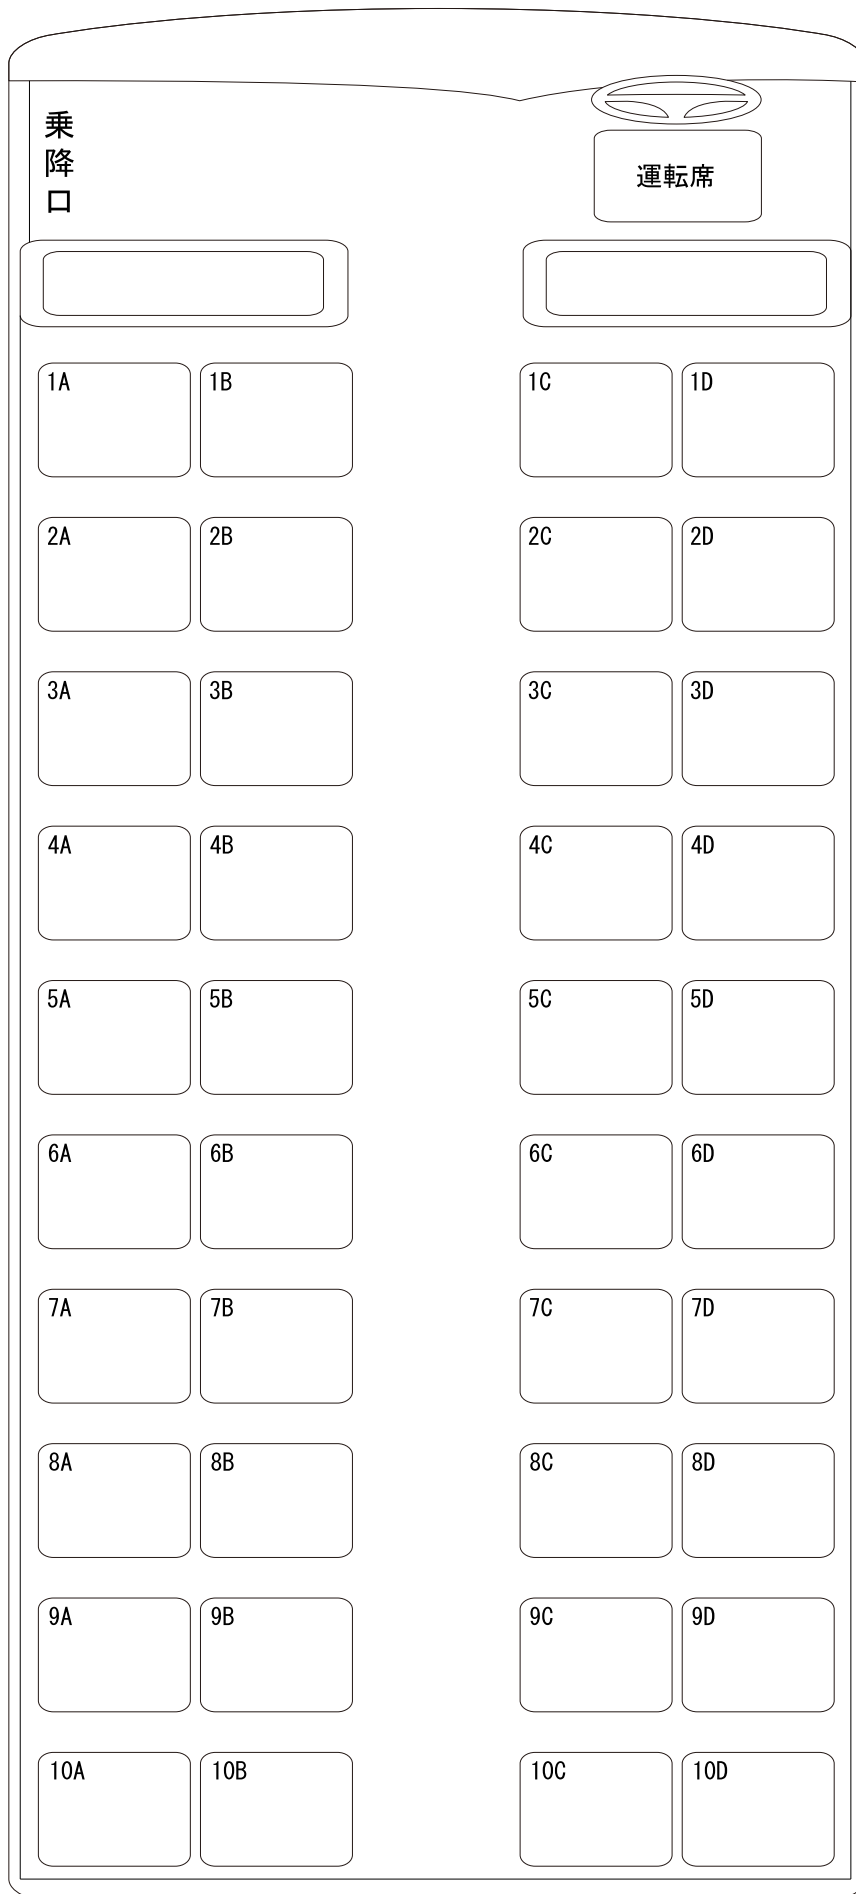 乗降口
運転席
1A 1B 1C 1D
2A 2B 2C 2D
3A 3B 3C 3D
4A 4B 4C 4D
5A 5B 5C 5D
6A 6B 6C 6D
7A 7B 7C 7D
8A 8B 8C 8D
9A 9B 9C 9D
10A 10B 10C 10D